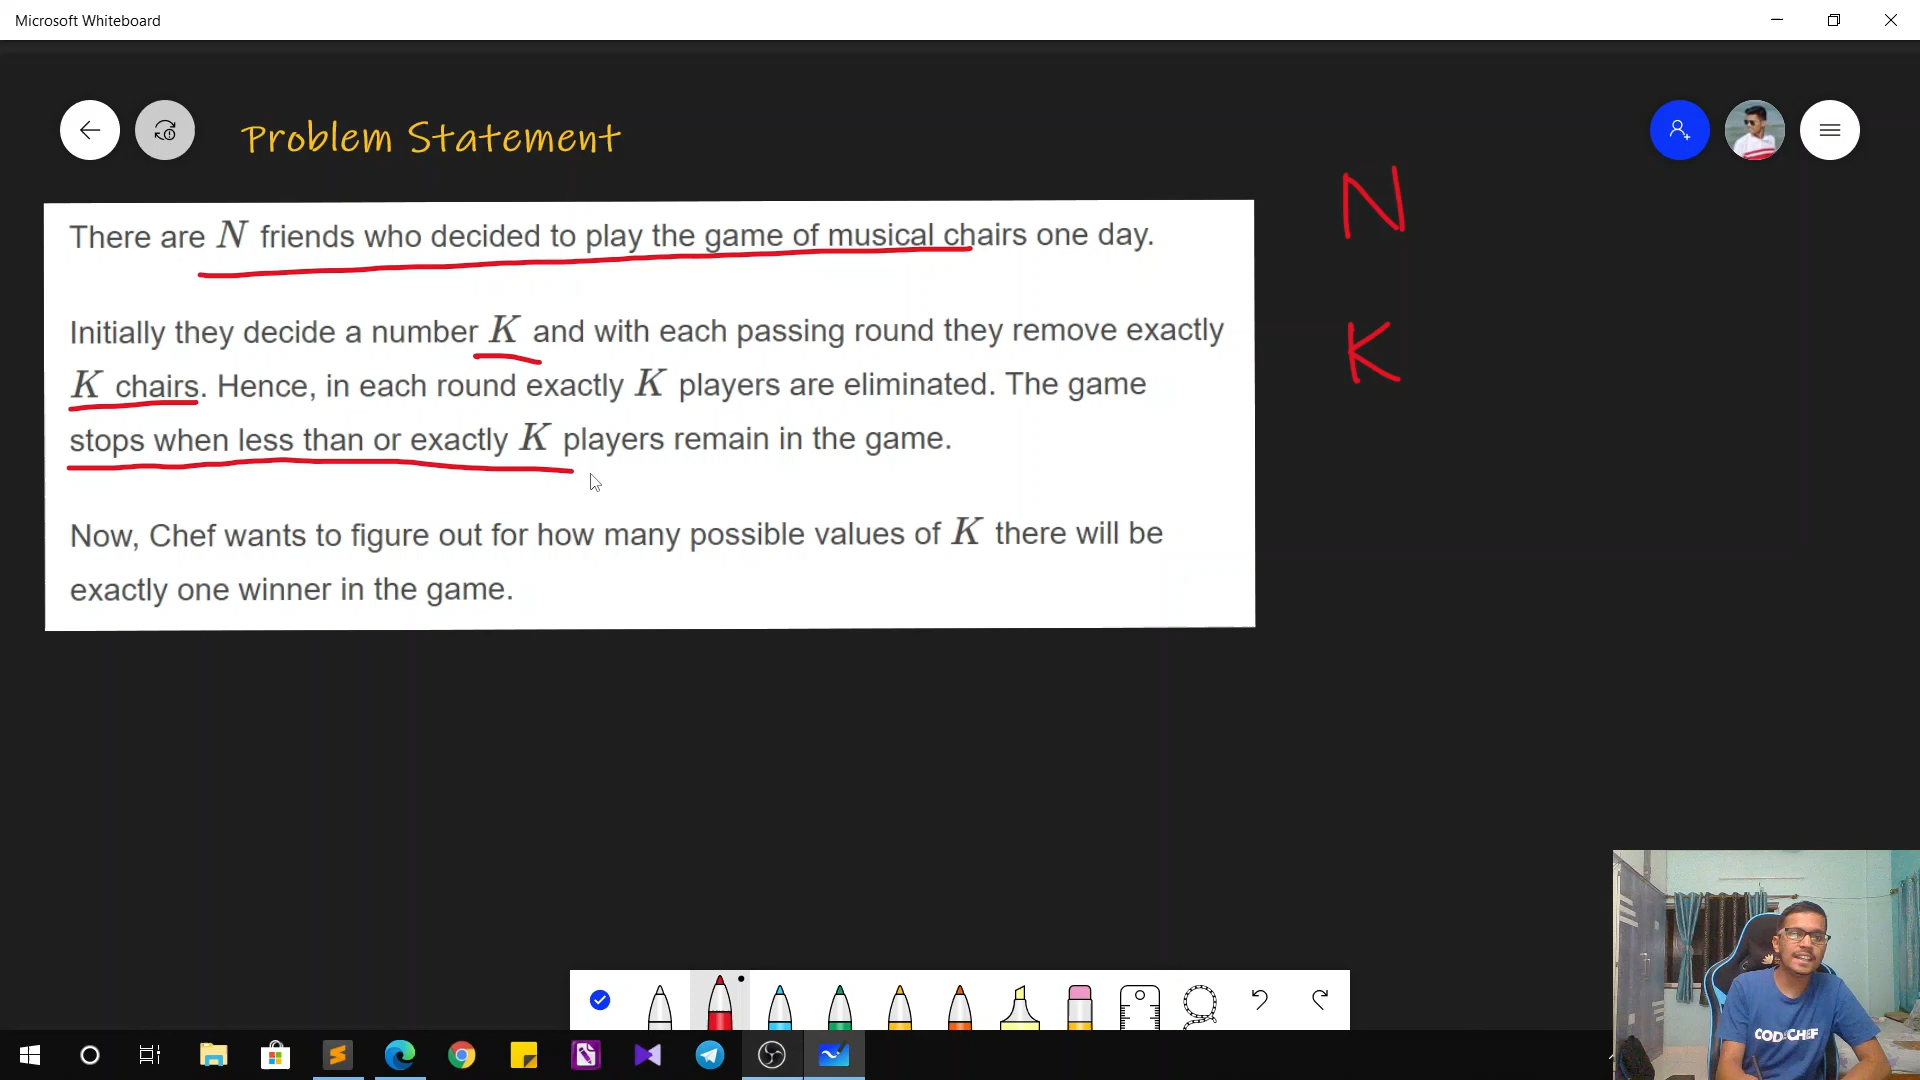 Microsoft Whiteboard
Problem Statement
There are N friends who decided to play the game of musical chairs one day.
Initially they decide a number K and with each passing round they remove exactly
K chairs. Hence, in each round exactly K players are eliminated. The game
stops when less than or exactly K players remain in the game.
Now, Chef wants to figure out for how many possible values of K there will be
exactly one winner in the game.
N
K
CODECHEF